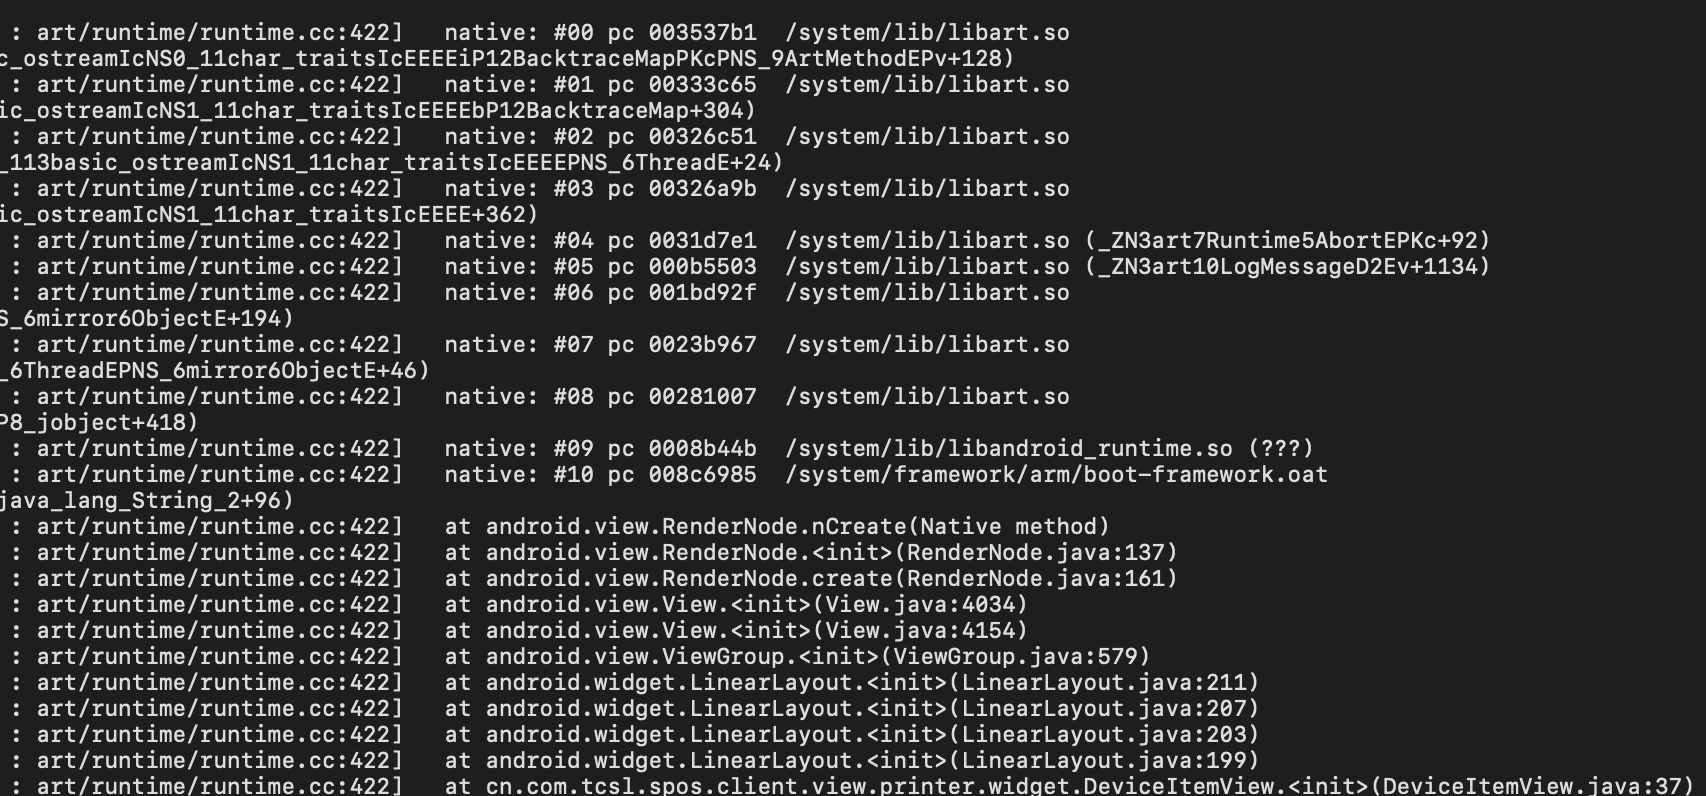 : art/runtime/runtime.cc:422]   native: #00 pc 003537b1  /system/lib/libart.so
c_ostreamIcNS0_11char_traitsIcEEEEiP12BacktraceMapPKcPNS_9ArtMethodEPv+128)
: art/runtime/runtime.cc:422]   native: #01 pc 00333c65  /system/lib/libart.so
ic_ostreamIcNS1_11char_traitsIcEEEEbP12BacktraceMap+304)
: art/runtime/runtime.cc:422]   native: #02 pc 00326c51  /system/lib/libart.so
_113basic_ostreamIcNS1_11char_traitsIcEEEEPNS_6ThreadE+24)
: art/runtime/runtime.cc:422]   native: #03 pc 00326a9b  /system/lib/libart.so
ic_ostreamIcNS1_11char_traitsIcEEEE+362)
: art/runtime/runtime.cc:422]   native: #04 pc 0031d7e1  /system/lib/libart.so (_ZN3art7Runtime5AbortEPKc+92)
: art/runtime/runtime.cc:422]   native: #05 pc 000b5503  /system/lib/libart.so (_ZN3art10LogMessageD2Ev+1134)
: art/runtime/runtime.cc:422]   native: #06 pc 001bd92f  /system/lib/libart.so
S_6mirror6ObjectE+194)
: art/runtime/runtime.cc:422]   native: #07 pc 0023b967  /system/lib/libart.so
_6ThreadEPNS_6mirror6ObjectE+46)
: art/runtime/runtime.cc:422]   native: #08 pc 00281007  /system/lib/libart.so
P8_jobject+418)
: art/runtime/runtime.cc:422]   native: #09 pc 0008b44b  /system/lib/libandroid_runtime.so (???)
: art/runtime/runtime.cc:422]   native: #10 pc 008c6985  /system/framework/arm/boot-framework.oat
java_lang_String_2+96)
: art/runtime/runtime.cc:422]   at android.view.RenderNode.nCreate(Native method)
: art/runtime/runtime.cc:422]   at android.view.RenderNode.<init>(RenderNode.java:137)
: art/runtime/runtime.cc:422]   at android.view.RenderNode.create(RenderNode.java:161)
: art/runtime/runtime.cc:422]   at android.view.View.<init>(View.java:4034)
: art/runtime/runtime.cc:422]   at android.view.View.<init>(View.java:4154)
: art/runtime/runtime.cc:422]   at android.view.ViewGroup.<init>(ViewGroup.java:579)
: art/runtime/runtime.cc:422]   at android.widget.LinearLayout.<init>(LinearLayout.java:211)
: art/runtime/runtime.cc:422]   at android.widget.LinearLayout.<init>(LinearLayout.java:207)
: art/runtime/runtime.cc:422]   at android.widget.LinearLayout.<init>(LinearLayout.java:203)
: art/runtime/runtime.cc:422]   at android.widget.LinearLayout.<init>(LinearLayout.java:199)
: art/runtime/runtime.cc:422]   at cn.com.tcsl.spos.client.view.printer.widget.DeviceItemView.<init>(DeviceItemView.java:37)